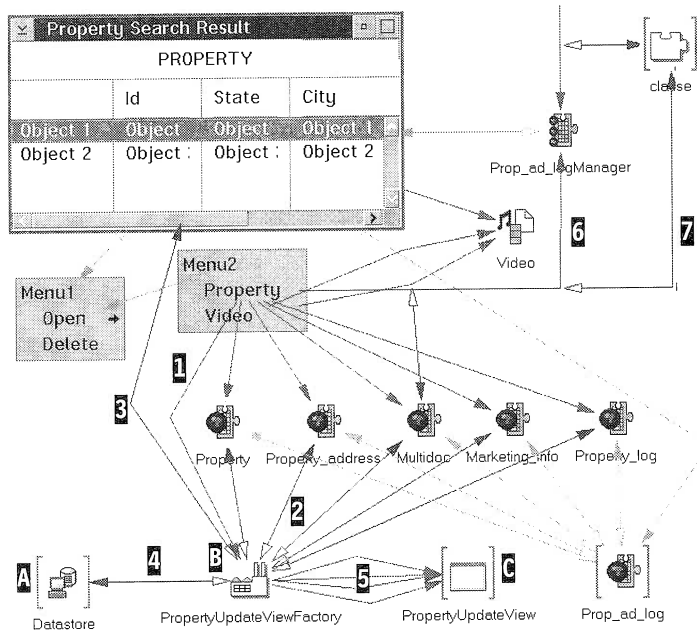 Property Search Result
PROPERTY
Id State City
Object 1 Object Object Object 1
Object 2 Object : Object : Object 2
clause
Prop_ad_logManager
6
7
Video
Menu1
Open
Delete
Menu2
Property
Video
1
3
Property
Property_address
Multidoc
Marketing_info
Property_log
2
A
4
B
5
C
Datastore
PropertyUpdateViewFactory
PropertyUpdateView
Prop_ad_log